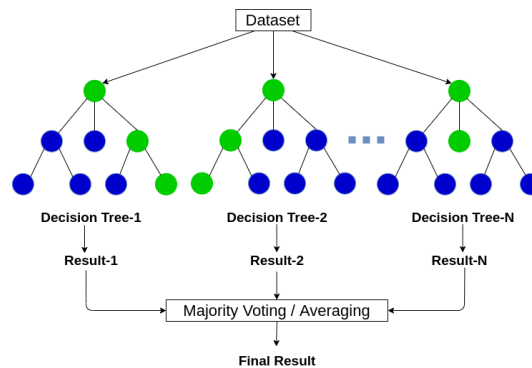 Dataset
Decision Tree-1
Decision Tree-2
Decision Tree-N
Result-1
Result-2
Result-N
Majority Voting / Averaging
Final Result